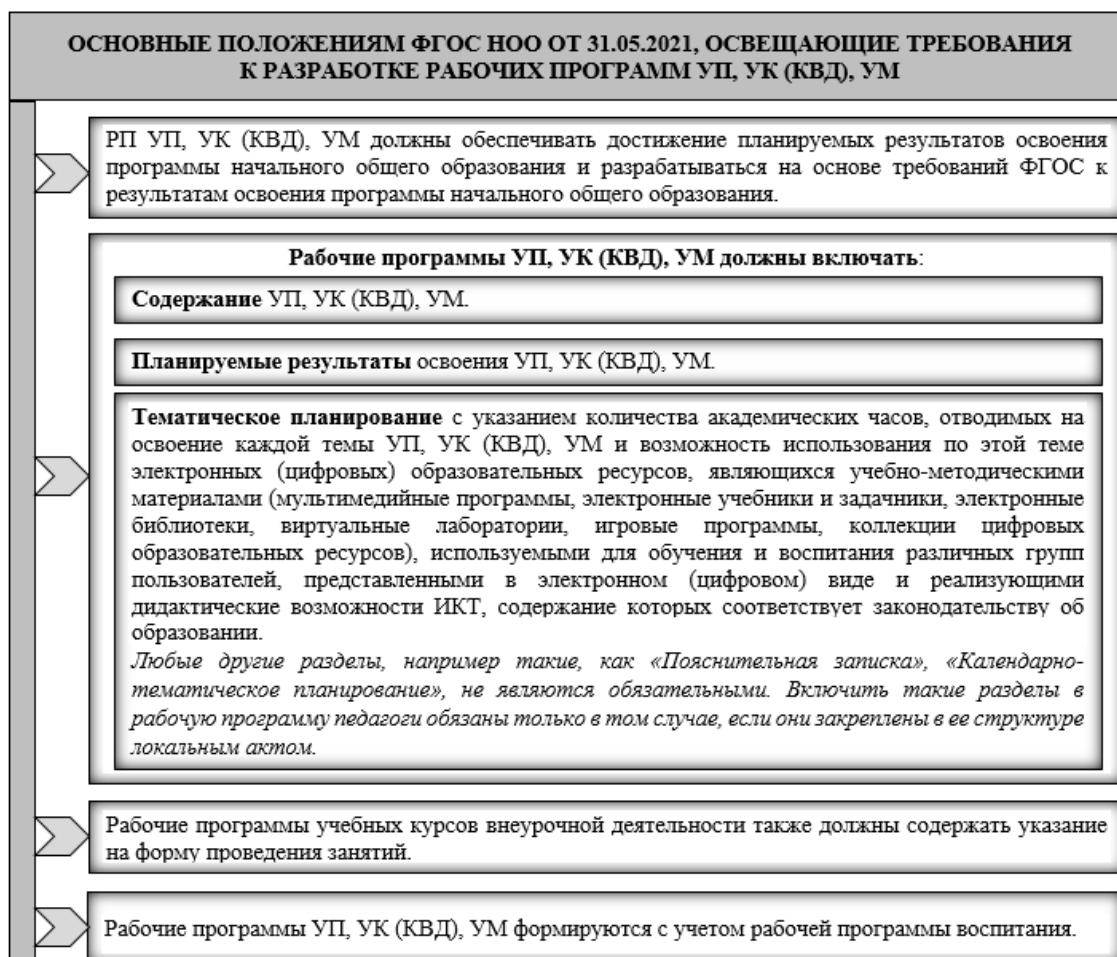 ОСНОВНЫЕ ПОЛОЖЕНИЯМ ФГОС НОО ОТ 31.05.2021, ОСВЕЩАЮЩИЕ ТРЕБОВАНИЯ
К РАЗРАБОТКЕ РАБОЧИХ ПРОГРАММ УП, УК (КВД), УМ
РП УП, УК (КВД), УМ должны обеспечивать достижение планируемых результатов освоения
программы начального общего образования и разрабатываться на основе требований ФГОС к
результатам освоения программы начального общего образования.
Рабочие программы УП, УК (КВД), УМ должны включать:
Содержание УП, УК (КВД), УМ.
Планируемые результаты освоения УП, УК (КВД), УМ.
Тематическое планирование с указанием количества академических часов, отводимых на
освоение каждой темы УП, УК (КВД), УМ и возможность использования по этой теме
электронных (цифровых) образовательных ресурсов, являющихся учебно-методическими
материалами (мультимедийные программы, электронные учебники и задачники, электронные
библиотеки, виртуальные лаборатории, игровые программы, коллекции цифровых
образовательных ресурсов), используемыми для обучения и воспитания различных групп
пользователей, представленными в электронном (цифровом) виде и реализующими
дидактические возможности ИКТ, содержание которых соответствует законодательству об
образовании.
Любые другие разделы, например такие, как «Пояснительная записка», «Календарно-
тематическое планирование», не являются обязательными. Включить такие разделы в
рабочую программу педагоги обязаны только в том случае, если они закреплены в ее структуре
локальным актом.
Рабочие программы учебных курсов внеурочной деятельности также должны содержать указание
на форму проведения занятий.
Рабочие программы УП, УК (КВД), УМ формируются с учетом рабочей программы воспитания.